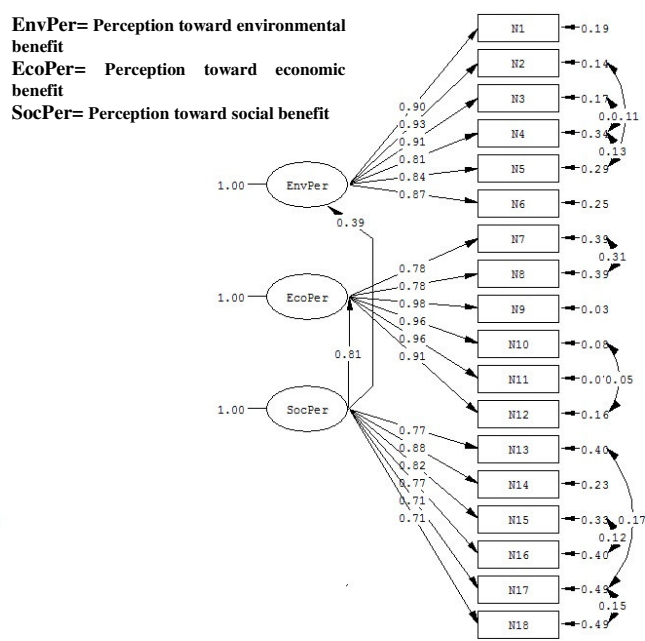 EnvPer= Perception toward environmental
benefit
EcoPer= Perception toward economic
benefit
SocPer= Perception toward social benefit
N1 0.19
N2 0.14
0.90
N3 0.17
0.93 0.11
0.91 N4 0.34
0.81 0.13
0.84 N5 0.29
1.00 EnvPer 0.87
N6 0.25
0.39
N7 0.39
0.31
0.78 N8 0.39
0.78
1.00 EcoPer 0.98 N9 0.03
0.96
0.96 N10 0.08
0.81 0.91
N11 0.05
N12 0.16
1.00 SocPer
0.77 N13 0.40
0.88
0.82 N14 0.23
0.77
0.71 N15 0.33 0.17
0.71 0.12
N16 0.40
N17 0.49
0.15
N18 0.49